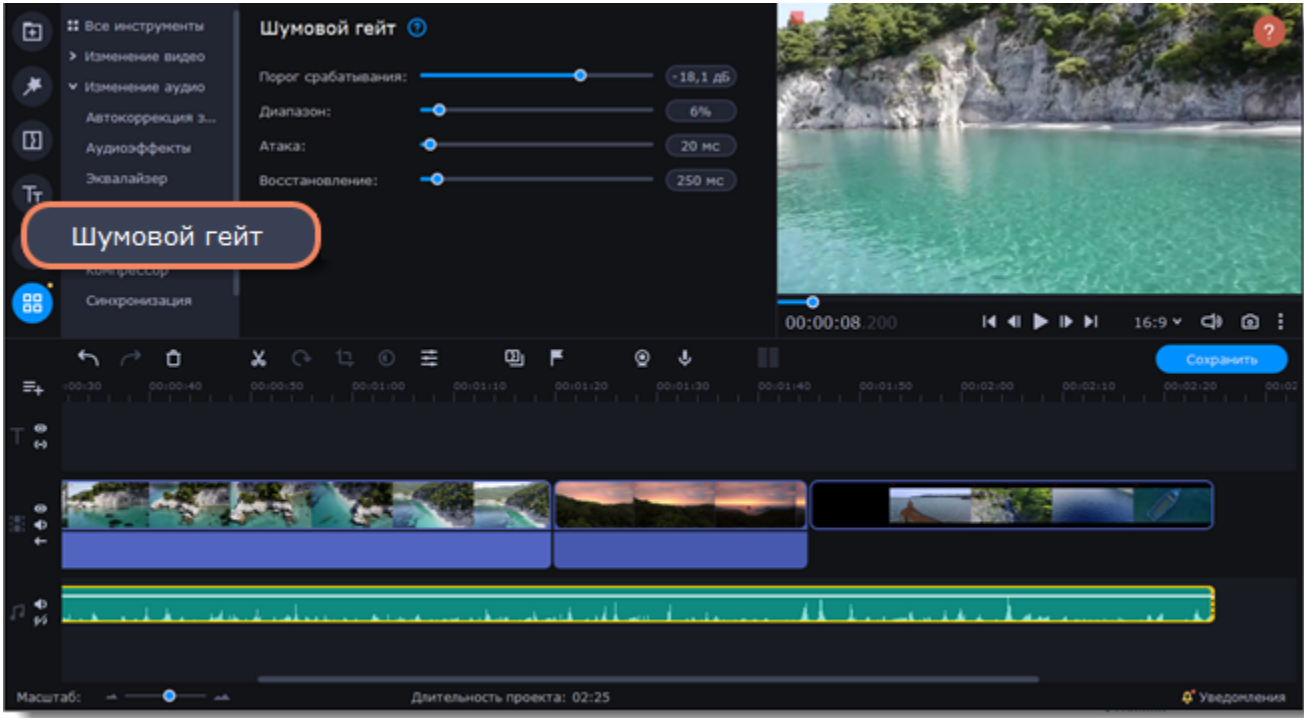 Все инструменты
Изменение видео
Изменение аудио
Автокоррекция з...
Аудиоэффекты
Эквалайзер
Шумовой гейт
Компрессор
Синхронизация
Шумовой гейт ?
Порог срабатывания: -18,1 дБ
Диапазон: 6%
Атака: 20 мс
Восстановление: 250 мс
?
00:00:08.200
16:9
Сохранить
:00:30 00:00:40 00:00:50 00:01:00 00:01:10 00:01:20 00:01:30 00:01:40 00:01:50 00:02:00 00:02:10 00:02:20 00:02
Масштаб:
Длительность проекта: 02:25
Уведомления